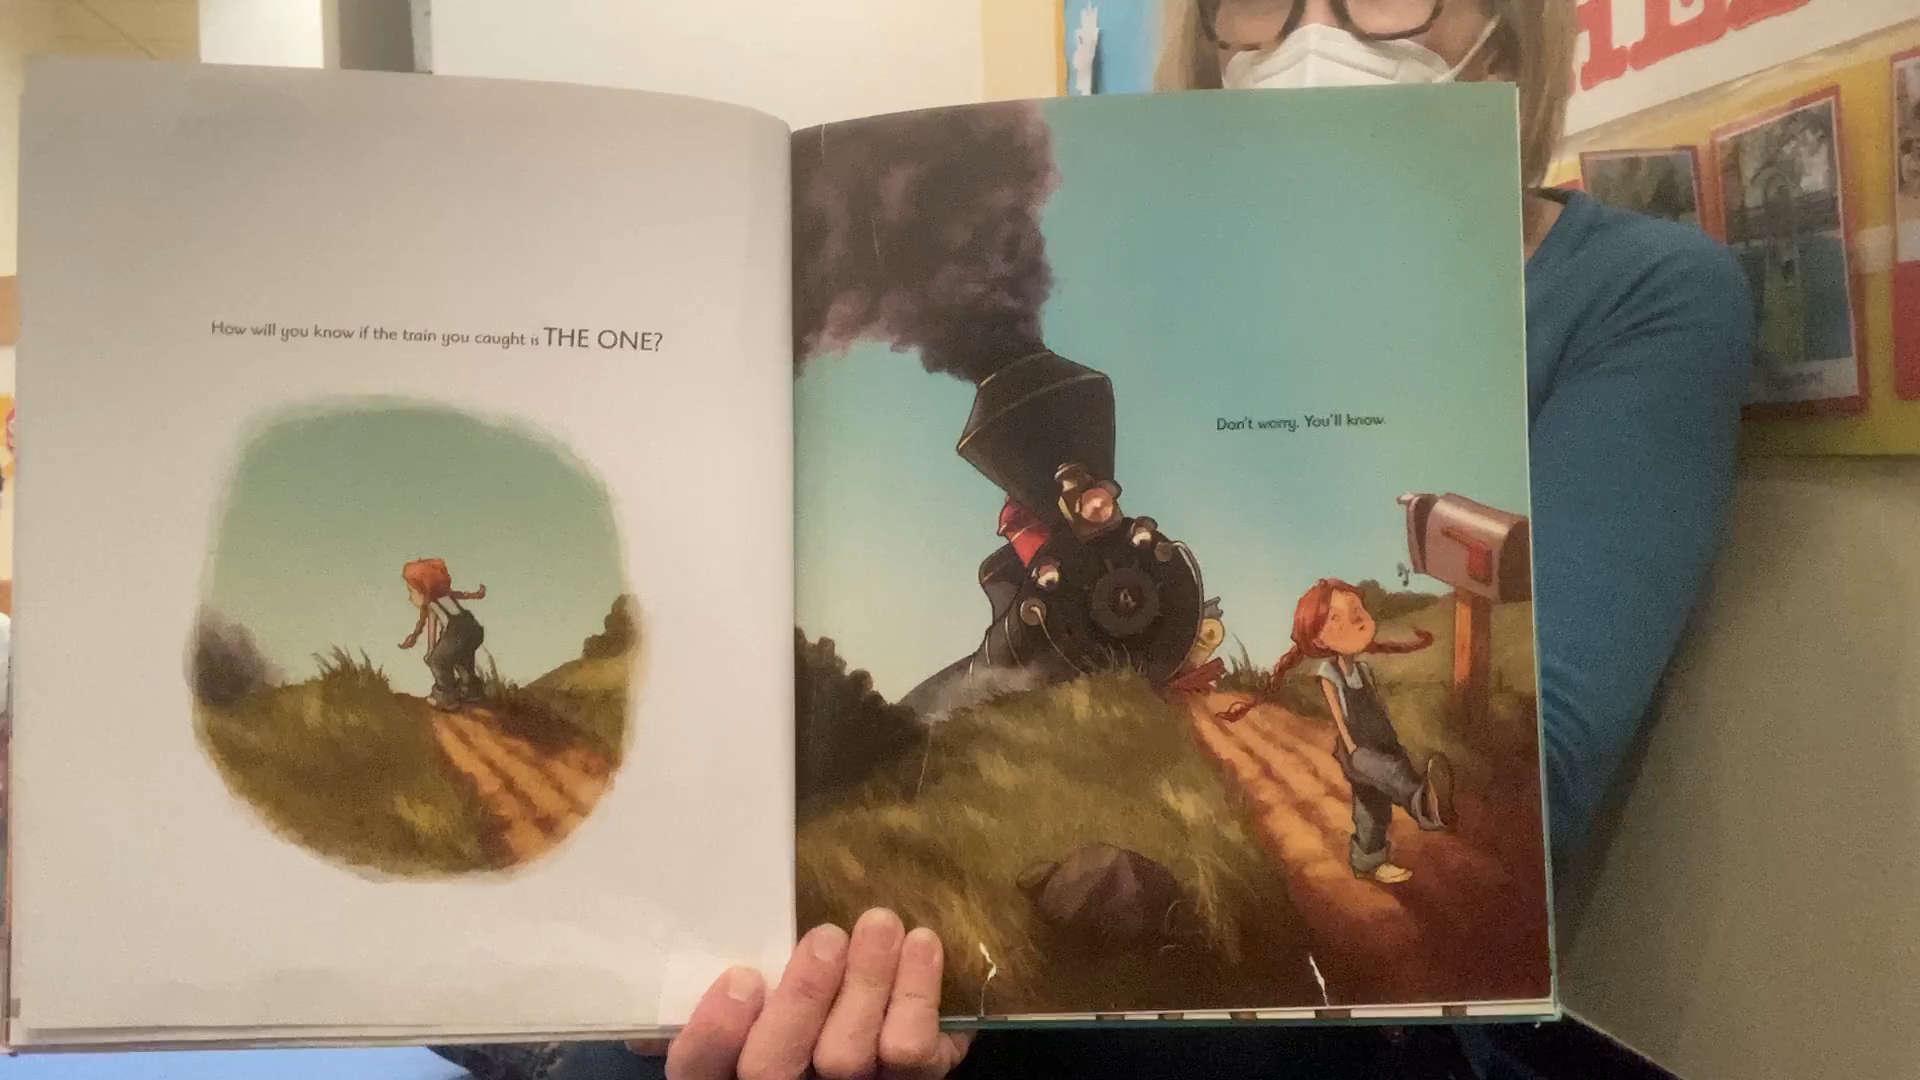 How will you know if the train you caught is THE ONE?
Don't worry. You'll know.